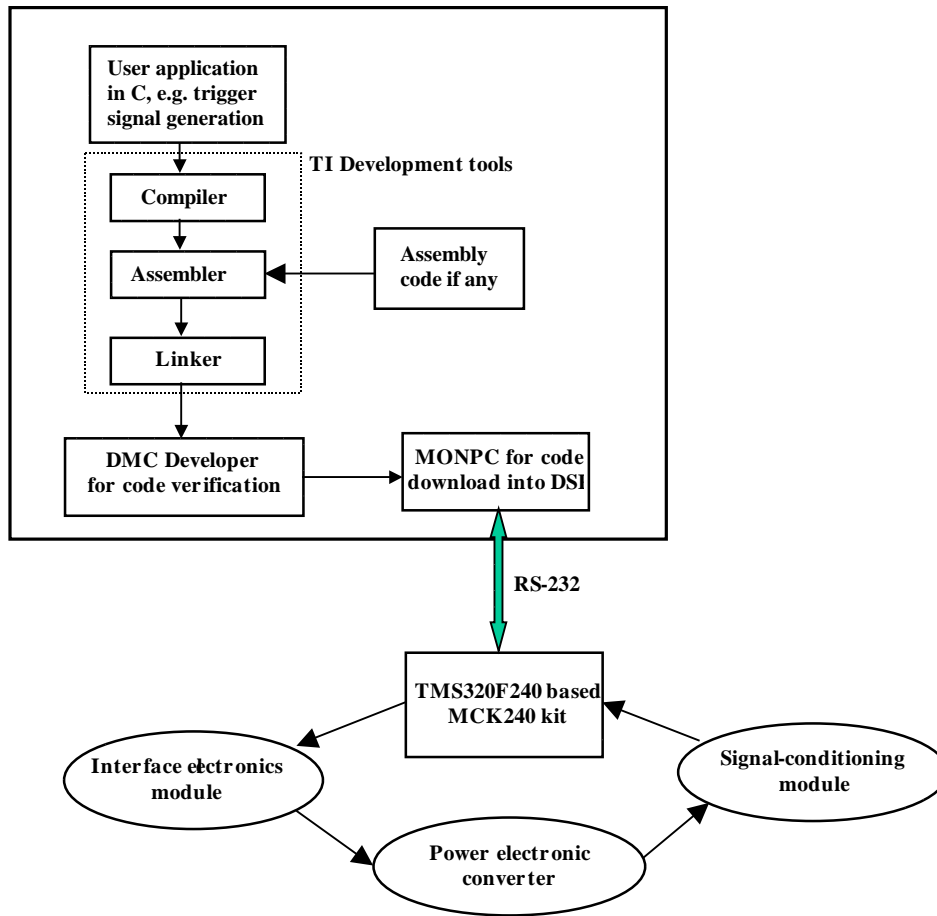 User application
in C, e.g. trigger
signal generation
TI Development tools
Compiler
Assembler
Assembly
code if any
Linker
DMC Developer
for code verification
MONPC for code
download into DSI
RS-232
TMS320F240 based
MCK240 kit
Interface electronics
module
Signal-conditioning
module
Power electronic
converter